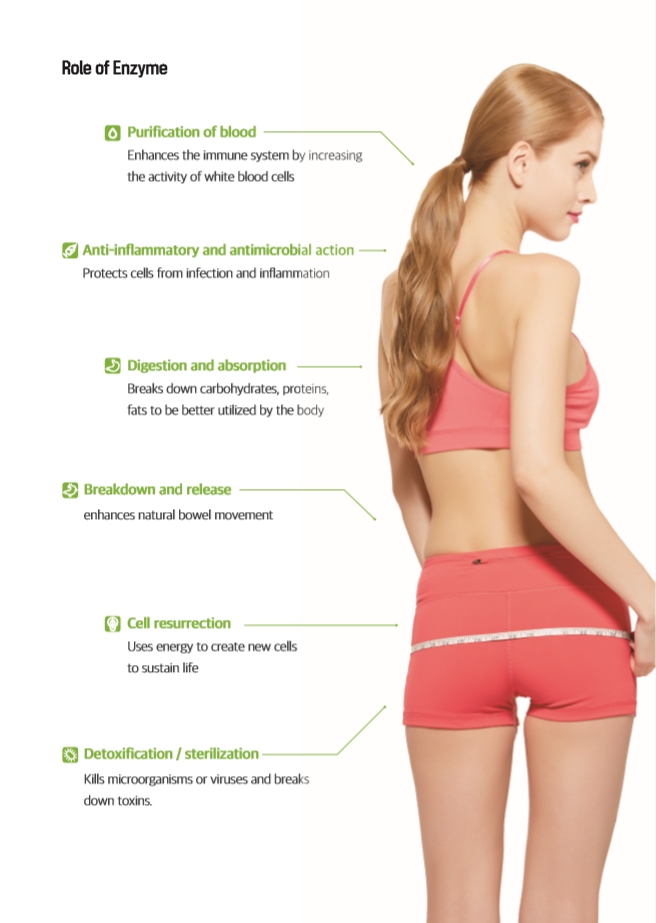 Role of Enzyme
Purification of blood
Enhances the immune system by increasing
the activity of white blood cells
Anti-inflammatory and antimicrobial action
Protects cells from infection and inflammation
Digestion and absorption
Breaks down carbohydrates, proteins,
fats to be better utilized by the body
Breakdown and release
enhances natural bowel movement
Cell resurrection
Uses energy to create new cells
to sustain life
Detoxification / sterilization
Kills microorganisms or viruses and breaks
down toxins.